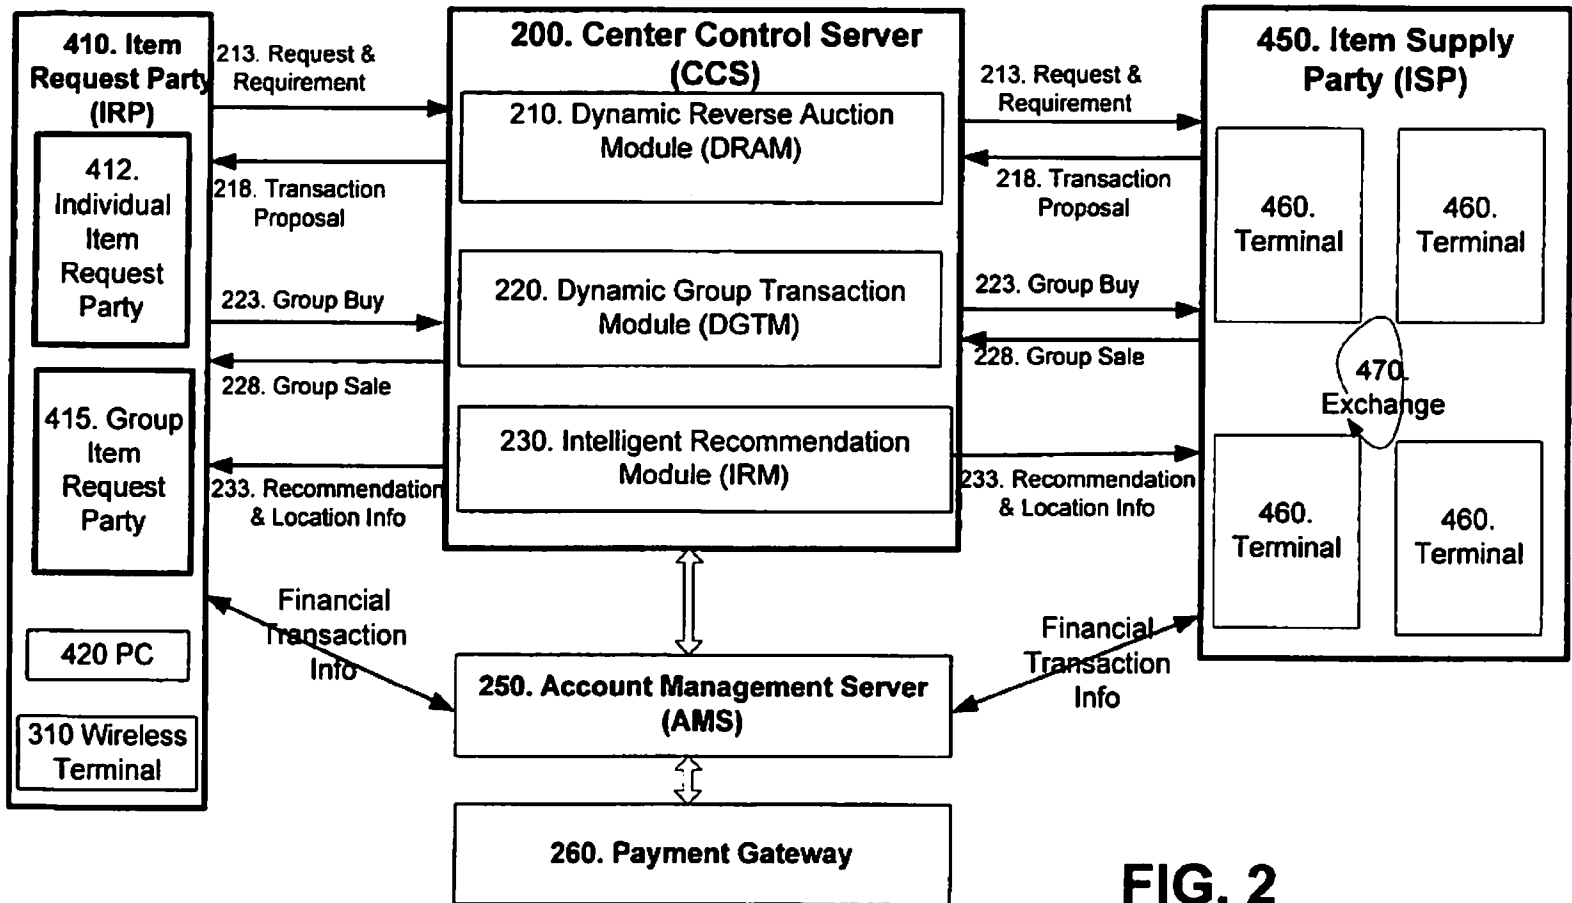 410. Item
Request Party
(IRP)
412.
Individual
Item
Request
Party
415. Group
Item
Request
Party
420 PC
310 Wireless
Terminal
213. Request &
Requirement
218. Transaction
Proposal
223. Group Buy
228. Group Sale
233. Recommendation
& Location Info
Financial
Transaction
Info
200. Center Control Server
(CCS)
210. Dynamic Reverse Auction
Module (DRAM)
220. Dynamic Group Transaction
Module (DGTM)
230. Intelligent Recommendation
Module (IRM)
250. Account Management Server
(AMS)
260. Payment Gateway
213. Request &
Requirement
218. Transaction
Proposal
223. Group Buy
228. Group Sale
233. Recommendation
& Location Info
Financial
Transaction
Info
450. Item Supply
Party (ISP)
460.
Terminal
460.
Terminal
470.
Exchange
460.
Terminal
460.
Terminal
FIG. 2